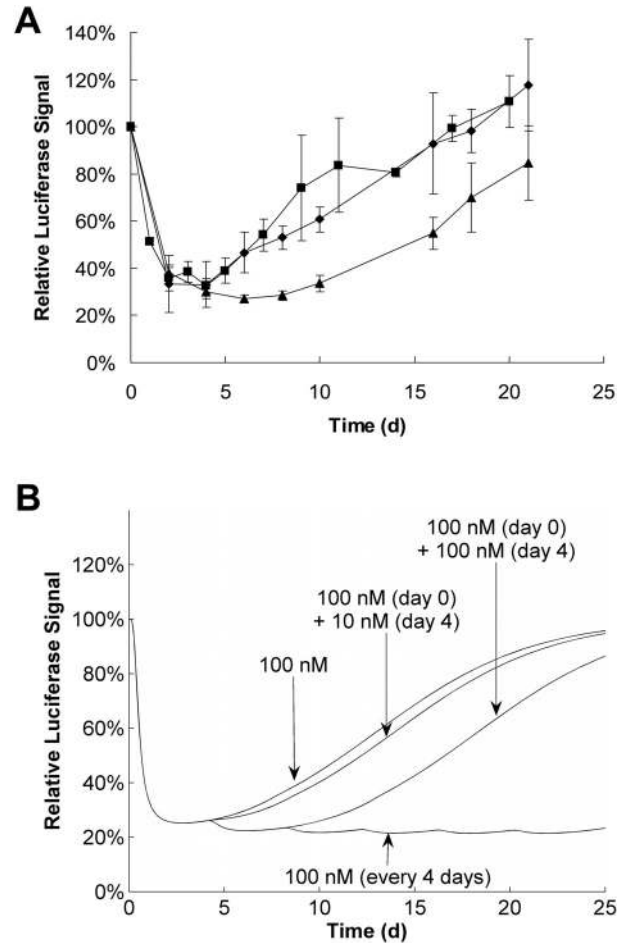 A
Relative Luciferase Signal
140%
120%
100%
80%
60%
40%
20%
0%
0 5 10 15 20 25
Time (d)
B
Relative Luciferase Signal
120%
100%
80%
60%
40%
20%
0%
100 nM (day 0)
+ 100 nM (day 4)
100 nM (day 0)
+ 10 nM (day 4)
100 nM
100 nM (every 4 days)
0 5 10 15 20 25
Time (d)